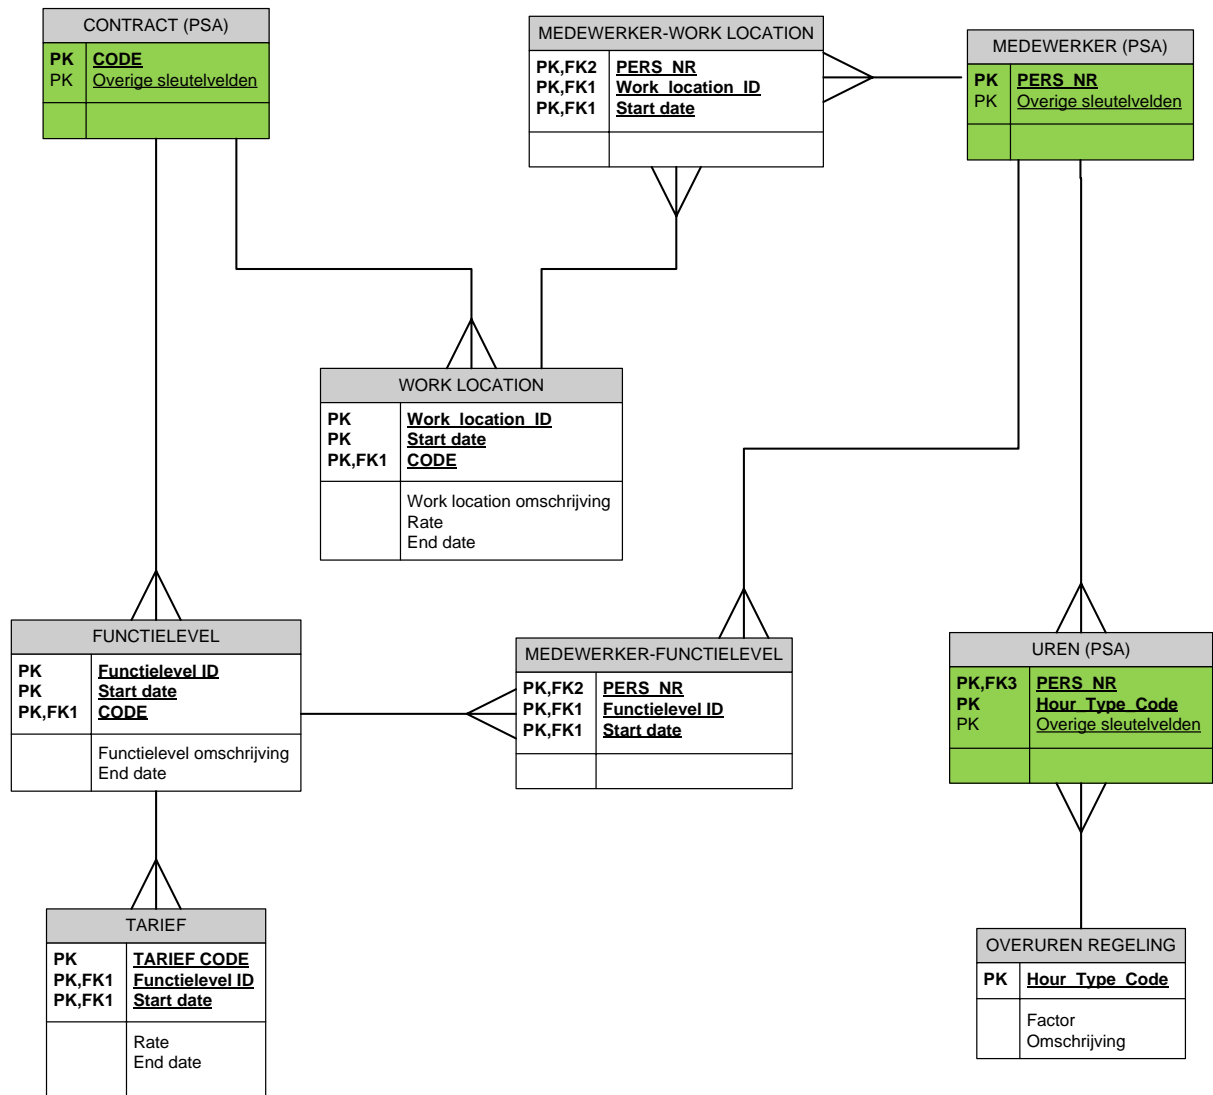 CONTRACT (PSA)
PK CODE
PK Overige sleutelvelden
MEDEWERKER-WORK LOCATION
PK,FK2 PERS_NR
PK,FK1 Work_location_ID
PK,FK1 Start date
MEDEWERKER (PSA)
PK PERS_NR
PK Overige sleutelvelden
WORK LOCATION
PK Work_location_ID
PK Start date
PK,FK1 CODE
Work location omschrijving
Rate
End date
FUNCTIELEVEL
PK Functielevel ID
PK Start date
PK,FK1 CODE
Functielevel omschrijving
End date
MEDEWERKER-FUNCTIELEVEL
PK,FK2 PERS_NR
PK,FK1 Functielevel ID
PK,FK1 Start date
UREN (PSA)
PK,FK3 PERS_NR
PK Hour_Type_Code
PK Overige sleutelvelden
TARIEF
PK TARIEF CODE
PK,FK1 Functielevel ID
PK,FK1 Start date
Rate
End date
OVERUREN REGELING
PK Hour_Type_Code
Factor
Omschrijving